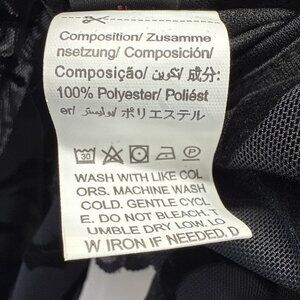 Composition/ Zusamme
nsetzung/ Composición/
Composição/ تكوين/ 成分:
100% Polyester/ Poliést
er/ بوليستر/ ポリエステル
30 P
WASH WITH LIKE COL
ORS. MACHINE WASH
COLD. GENTLE CYCL
E. DO NOT BLEACH. T
UMBLE DRY LOW. LO
W IRON IF NEEDED. D